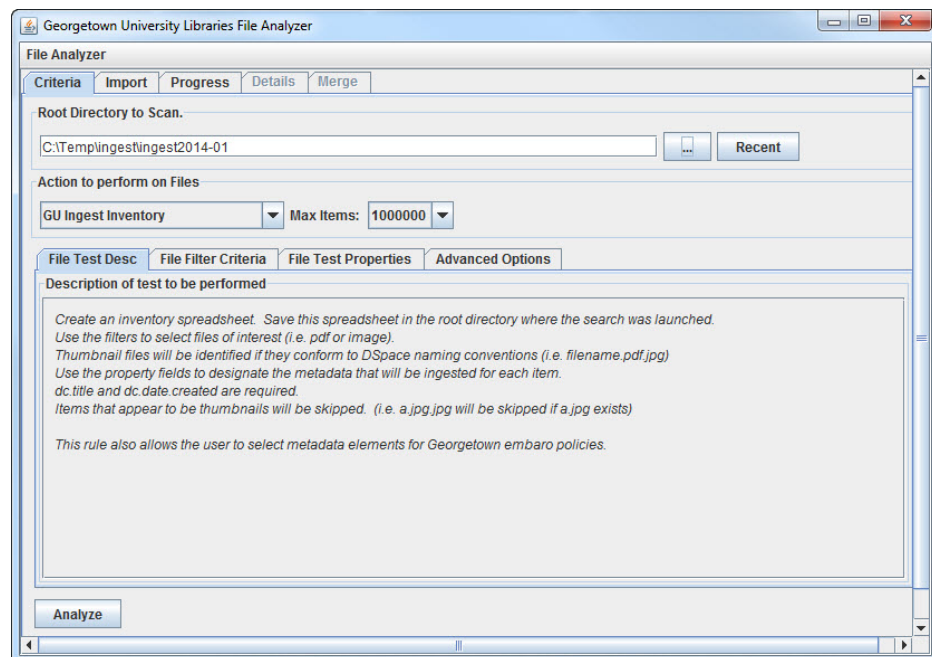 Georgetown University Libraries File Analyzer
File Analyzer
Criteria Import Progress Details Merge
Root Directory to Scan.
C:\Temp\ingest\ingest2014-01 ... Recent
Action to perform on Files
GU Ingest Inventory Max Items: 1000000
File Test Desc File Filter Criteria File Test Properties Advanced Options
Description of test to be performed
Create an inventory spreadsheet. Save this spreadsheet in the root directory where the search was launched.
Use the filters to select files of interest (i.e. pdf or image).
Thumbnail files will be identified if they conform to DSpace naming conventions (i.e. filename.pdf.jpg)
Use the property fields to designate the metadata that will be ingested for each item.
dc.title and dc.date.created are required.
Items that appear to be thumbnails will be skipped. (i.e. a.jpg.jpg will be skipped if a.jpg exists)
This rule also allows the user to select metadata elements for Georgetown embaro policies.
Analyze